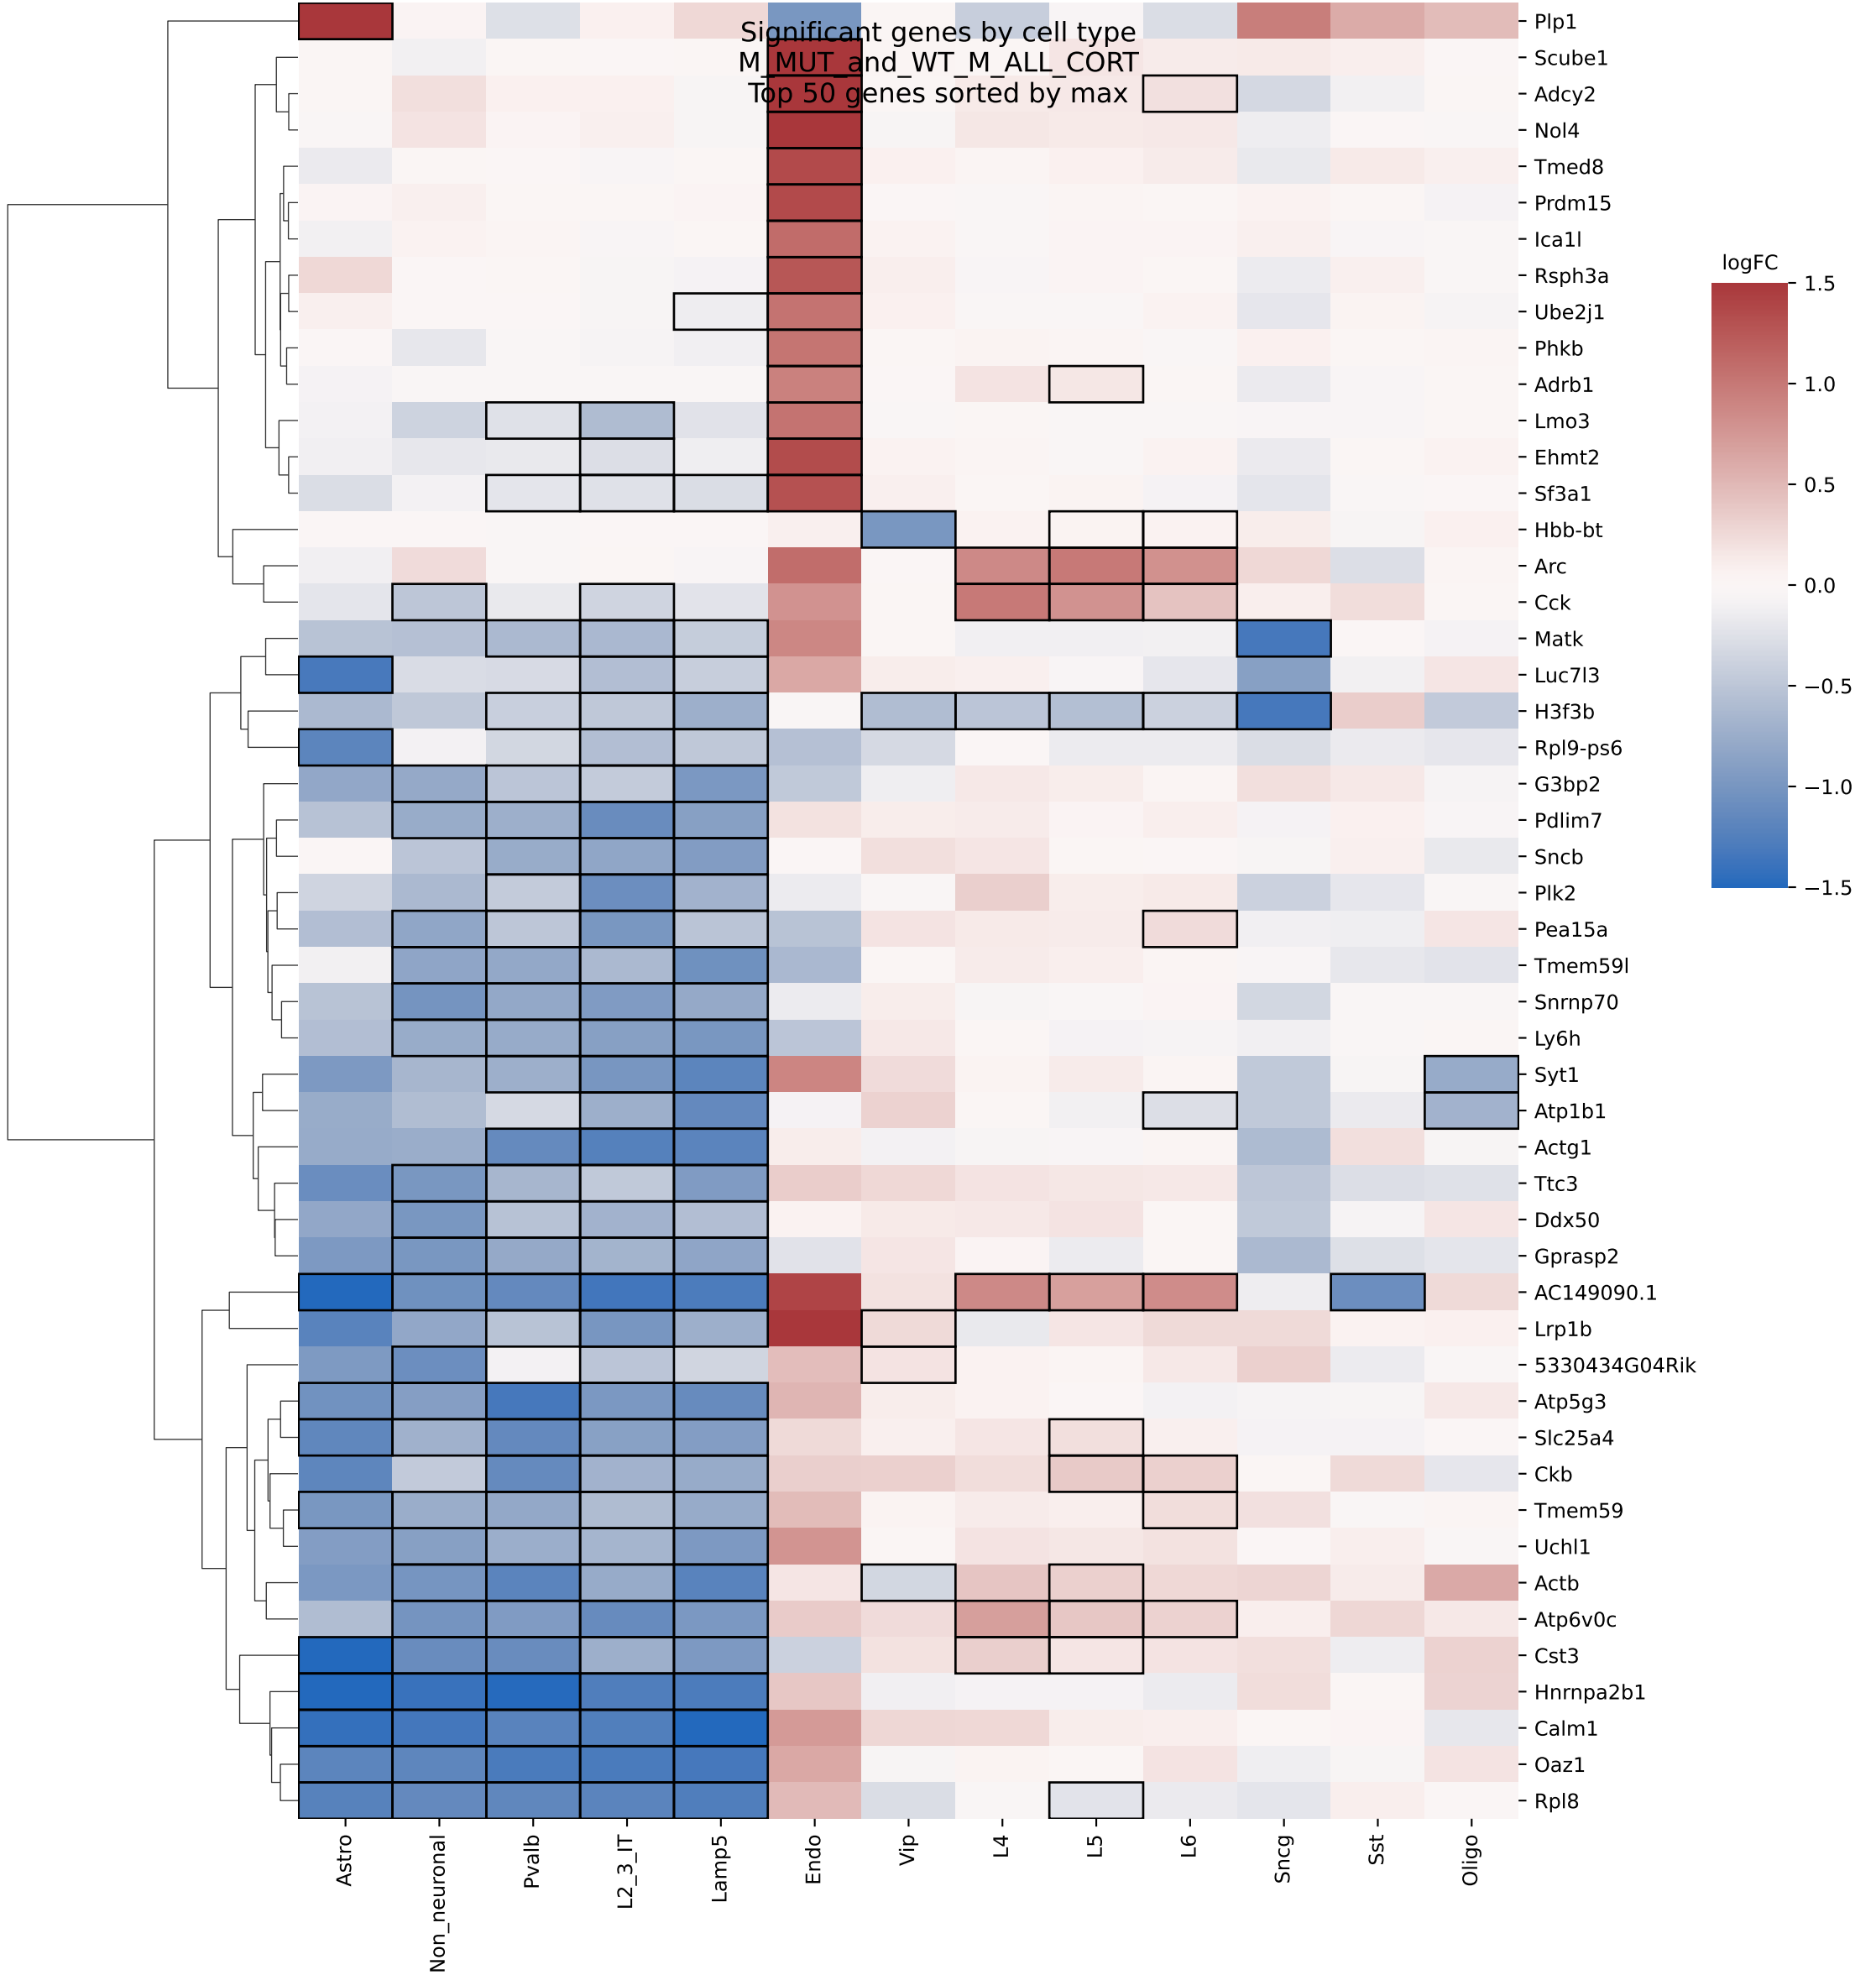 Significant genes by cell type
M_MUT_and_WT_M_ALL_CORT
Top 50 genes sorted by max
Plp1
Scube1
Adcy2
Nol4
Tmed8
Prdm15
Ica1l
Rsph3a
Ube2j1
Phkb
Adrb1
Lmo3
Ehmt2
Sf3a1
Hbb-bt
Arc
Cck
Matk
Luc7l3
H3f3b
Rpl9-ps6
G3bp2
Pdlim7
Sncb
Plk2
Pea15a
Tmem59l
Snrnp70
Ly6h
Syt1
Atp1b1
Actg1
Ttc3
Ddx50
Gprasp2
AC149090.1
Lrp1b
5330434G04Rik
Atp5g3
Slc25a4
Ckb
Tmem59
Uchl1
Actb
Atp6v0c
Cst3
Hnrnpa2b1
Calm1
Oaz1
Rpl8
logFC
1.5
1.0
0.5
0.0
−0.5
−1.0
−1.5
Astro
Non_neuronal
Pvalb
L2_3_IT
Lamp5
Endo
Vip
L4
L5
L6
Sncg
Sst
Oligo